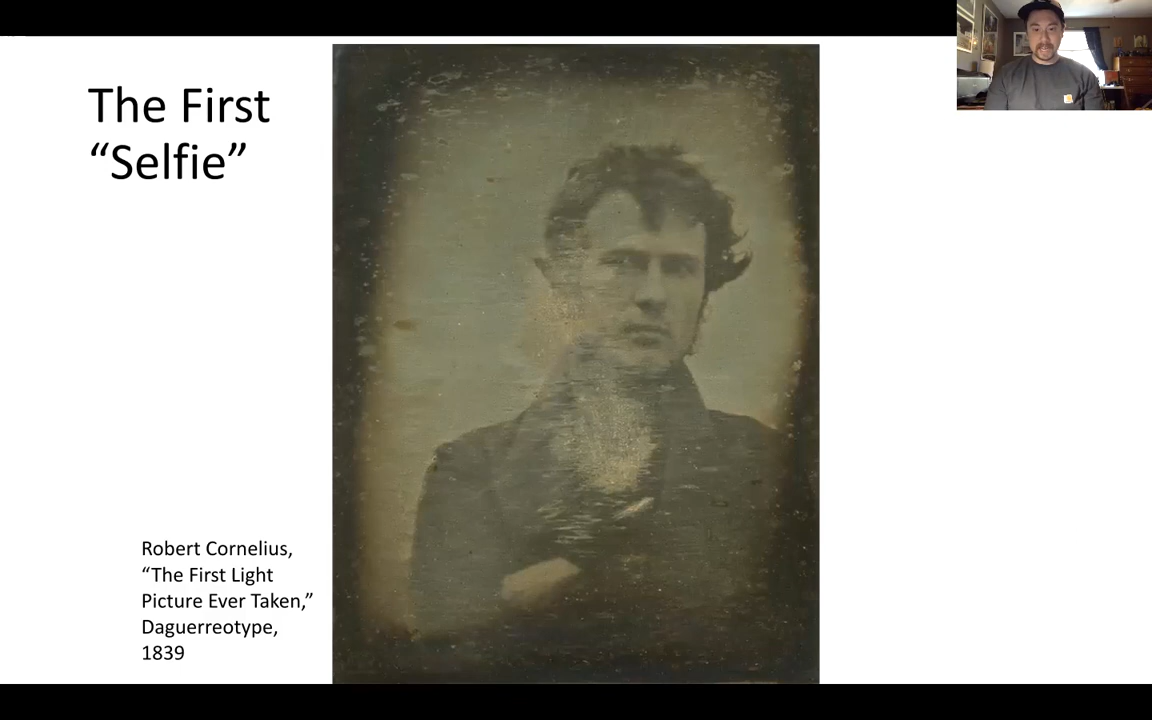 The First
“Selfie”
Robert Cornelius,
“The First Light
Picture Ever Taken,”
Daguerreotype,
1839